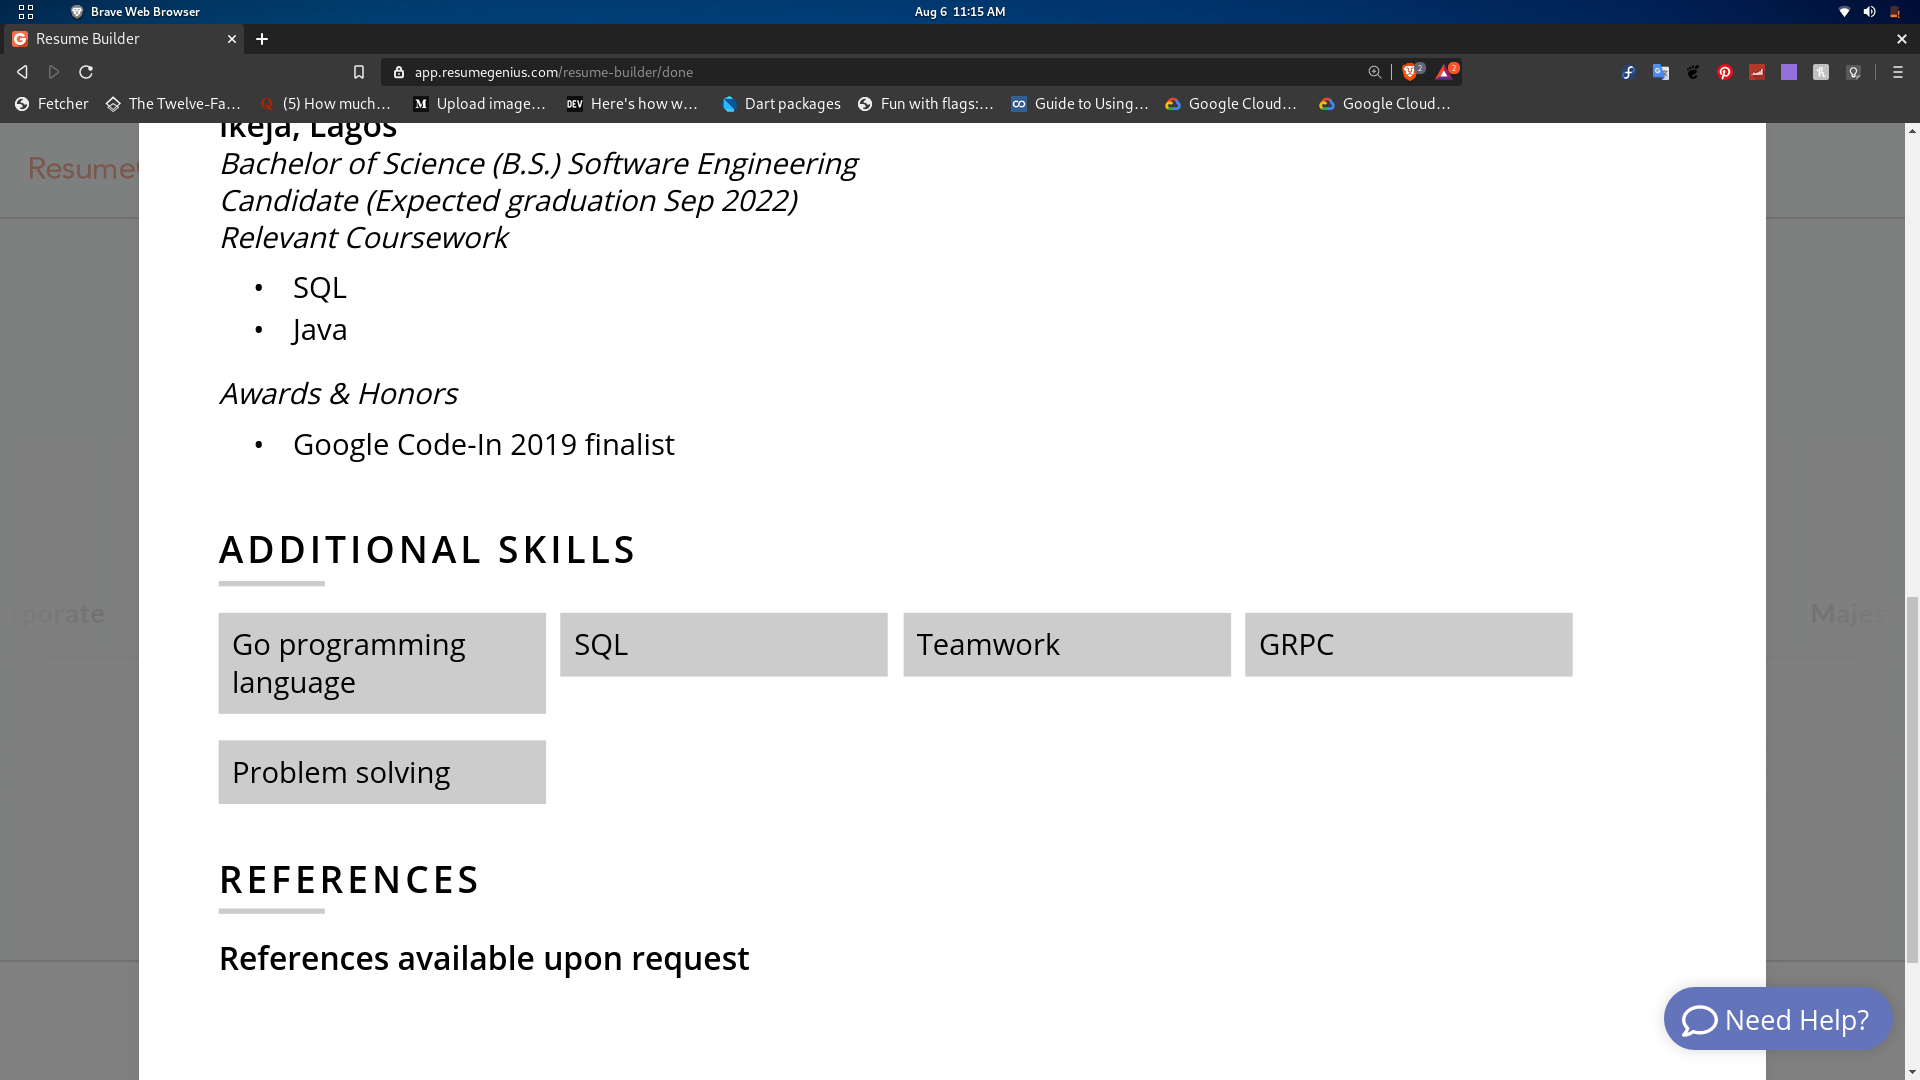 Brave Web Browser
Aug 6 11:15 AM
Resume Builder
app.resumegenius.com/resume-builder/done
2
2
Fetcher
The Twelve-Fa...
(5) How much...
Upload image...
DEV
Here's how w...
Dart packages
Fun with flags:...
Guide to Using...
Google Cloud...
Google Cloud...
Resume
Ikeja, Lagos
Bachelor of Science (B.S.) Software Engineering
Candidate (Expected graduation Sep 2022)
Relevant Coursework
• SQL
• Java
Awards & Honors
• Google Code-In 2019 finalist
ADDITIONAL SKILLS
rporate
Majes
Go programming
language
SQL
Teamwork
GRPC
Problem solving
REFERENCES
References available upon request
Need Help?